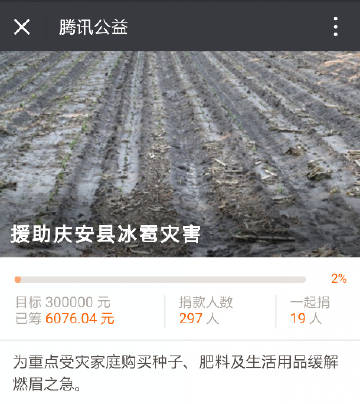 腾讯公益
援助庆安县冰雹灾害
2%
目标 300000 元
已筹 6076.04 元
捐款人数
297 人
一起捐
19 人
为重点受灾家庭购买种子、肥料及生活用品缓解
燃眉之急。